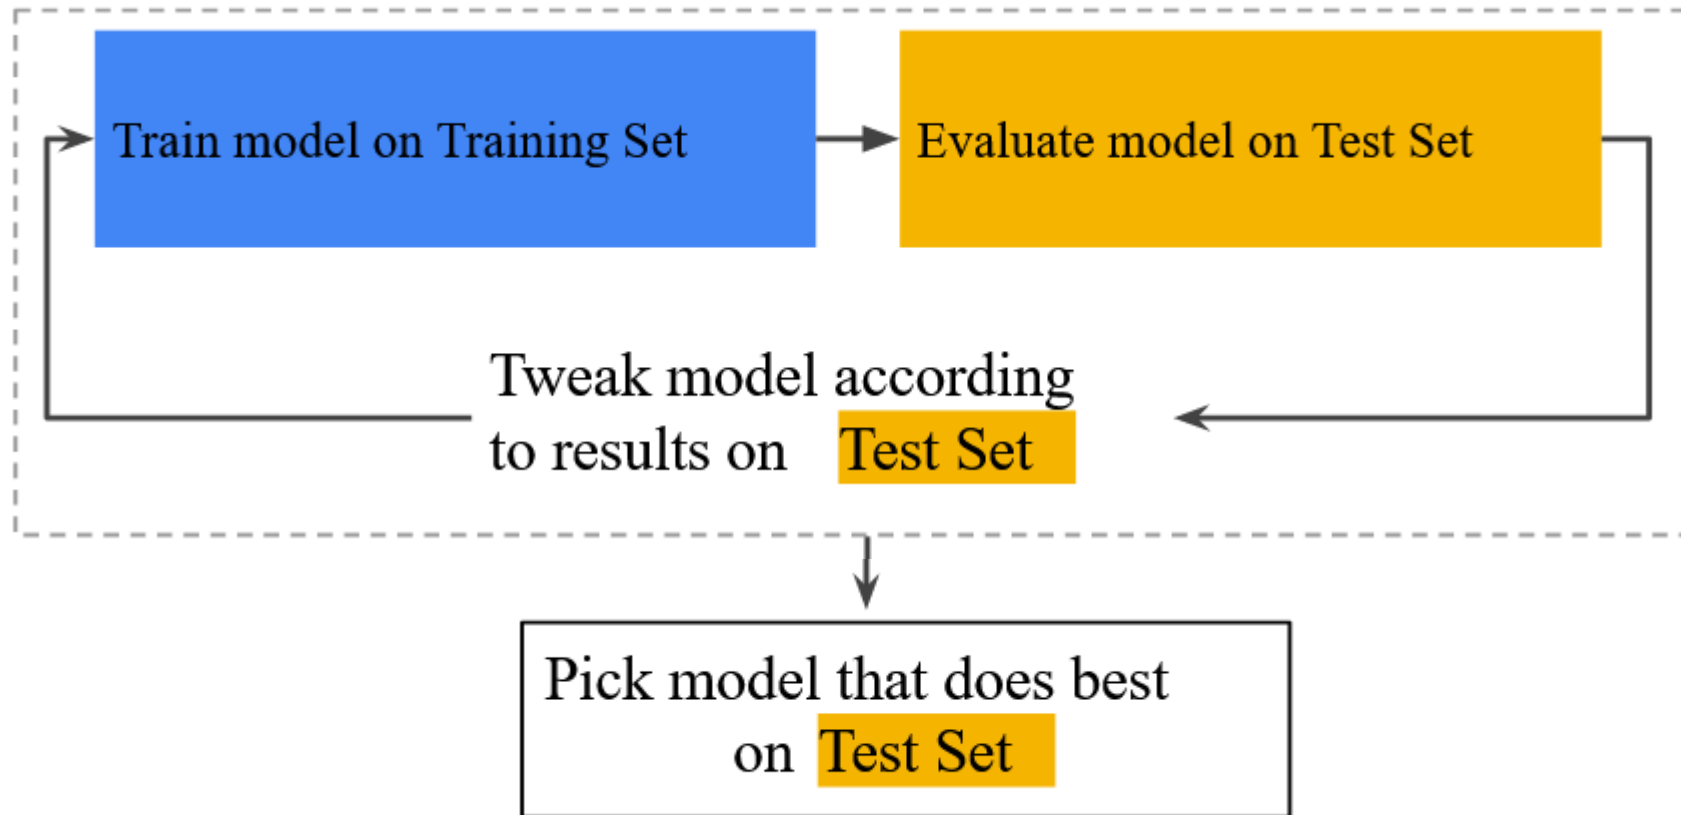 Train model on Training Set
Evaluate model on Test Set
Tweak model according
to results on Test Set
Pick model that does best
on Test Set